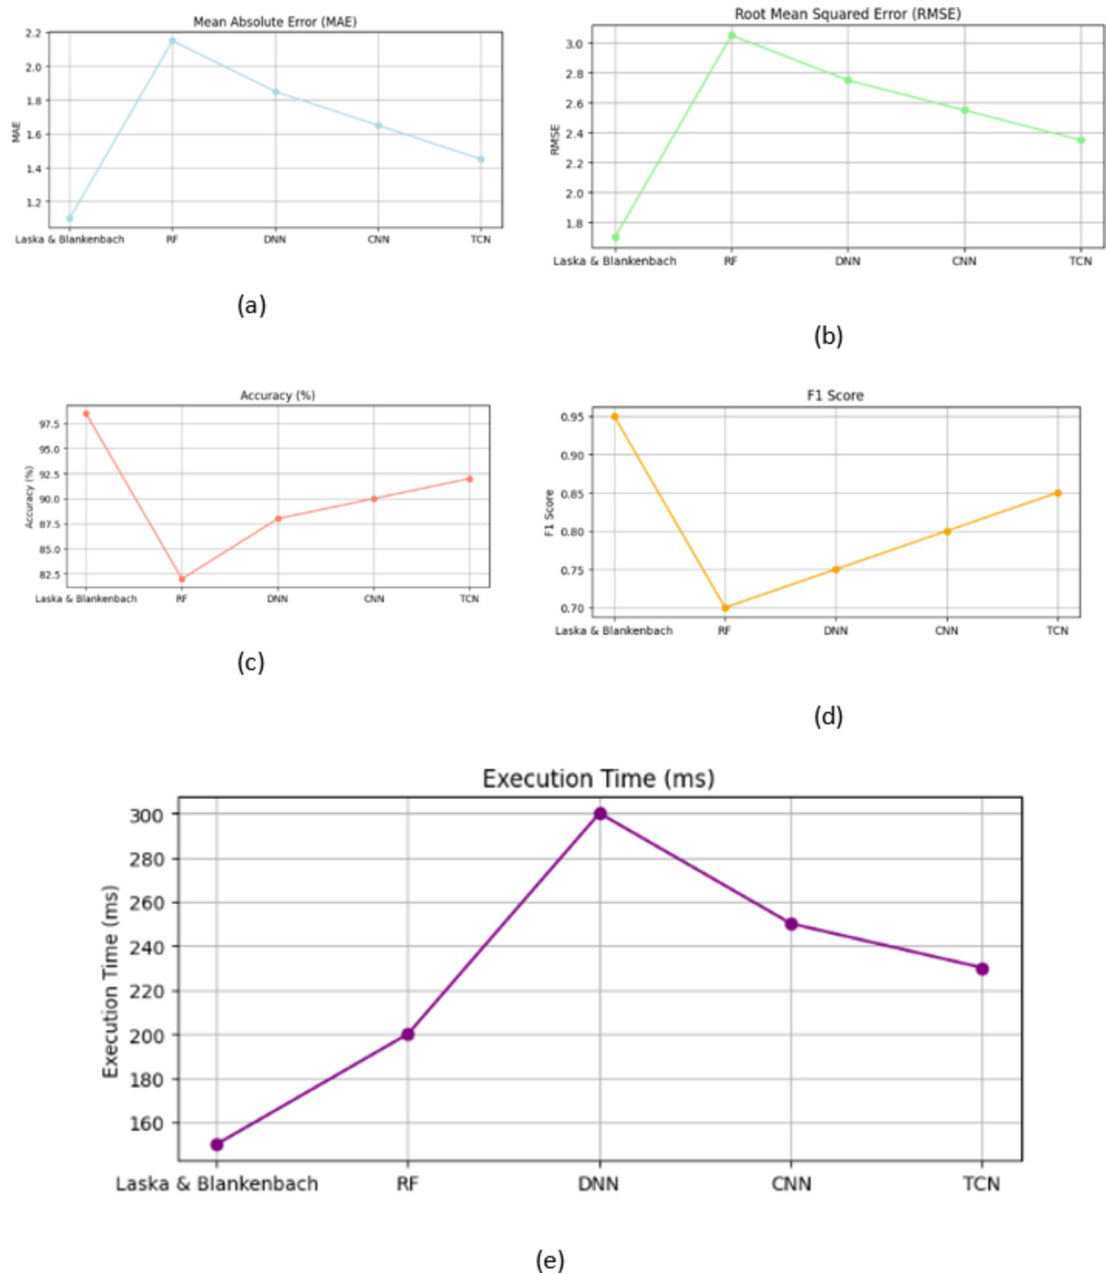 Mean Absolute Error (MAE)
2.2
2.0
1.8
1.6
1.4
1.2
MAE
Laska & Blankenbach RF DNN CNN TCN
(a)
Root Mean Squared Error (RMSE)
3.0
2.8
2.6
2.4
2.2
2.0
1.8
RMSE
Laska & Blankenbach RF DNN CNN TCN
(b)
Accuracy (%)
97.5
95.0
92.5
90.0
87.5
85.0
82.5
Accuracy (%)
Laska & Blankenbach RF DNN CNN TCN
(c)
F1 Score
0.95
0.90
0.85
0.80
0.75
0.70
F1 Score
Laska & Blankenbach RF DNN CNN TCN
(d)
Execution Time (ms)
300
280
260
240
220
200
180
160
Execution Time (ms)
Laska & Blankenbach RF DNN CNN TCN
(e)